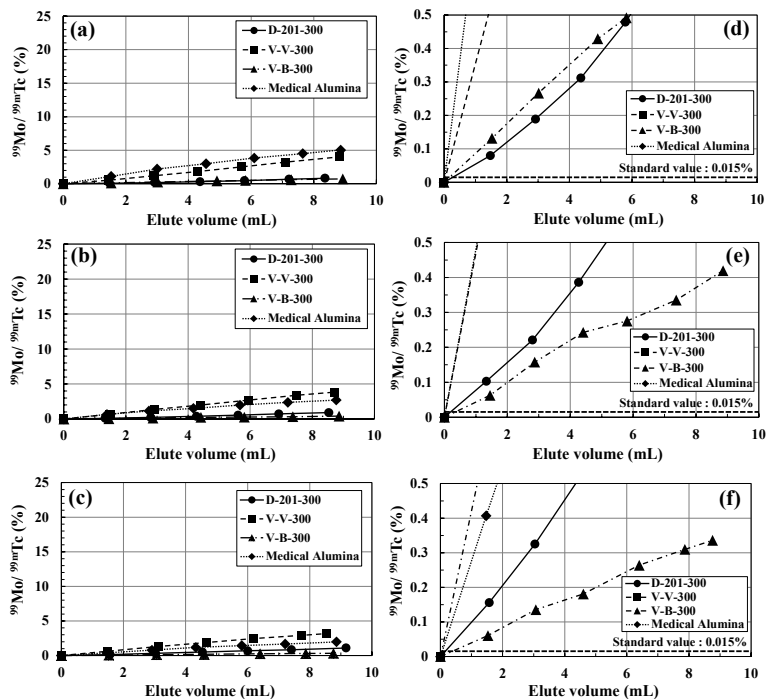 (a)
25
20
15
10
5
0
0 2 4 6 8 10
⁹⁹Mo/ ⁹⁹ᵐTc (%)
Elute volume (mL)
D-201-300
V-V-300
V-B-300
Medical Alumina
(d)
0.5
0.4
0.3
0.2
0.1
0
0 2 4 6 8 10
⁹⁹Mo/ ⁹⁹ᵐTc (%)
Elute volume (mL)
D-201-300
V-V-300
V-B-300
Medical Alumina
Standard value : 0.015%
(b)
25
20
15
10
5
0
0 2 4 6 8 10
⁹⁹Mo/ ⁹⁹ᵐTc (%)
Elute volume (mL)
D-201-300
V-V-300
V-B-300
Medical Alumina
(e)
0.5
0.4
0.3
0.2
0.1
0
0 2 4 6 8 10
⁹⁹Mo/ ⁹⁹ᵐTc (%)
Elute volume (mL)
D-201-300
V-V-300
V-B-300
Medical Alumina
Standard value : 0.015%
(c)
25
20
15
10
5
0
0 2 4 6 8 10
⁹⁹Mo/ ⁹⁹ᵐTc (%)
Elute volume (mL)
D-201-300
V-V-300
V-B-300
Medical Alumina
(f)
0.5
0.4
0.3
0.2
0.1
0
0 2 4 6 8 10
⁹⁹Mo/ ⁹⁹ᵐTc (%)
Elute volume (mL)
D-201-300
V-V-300
V-B-300
Medical Alumina
Standard value : 0.015%